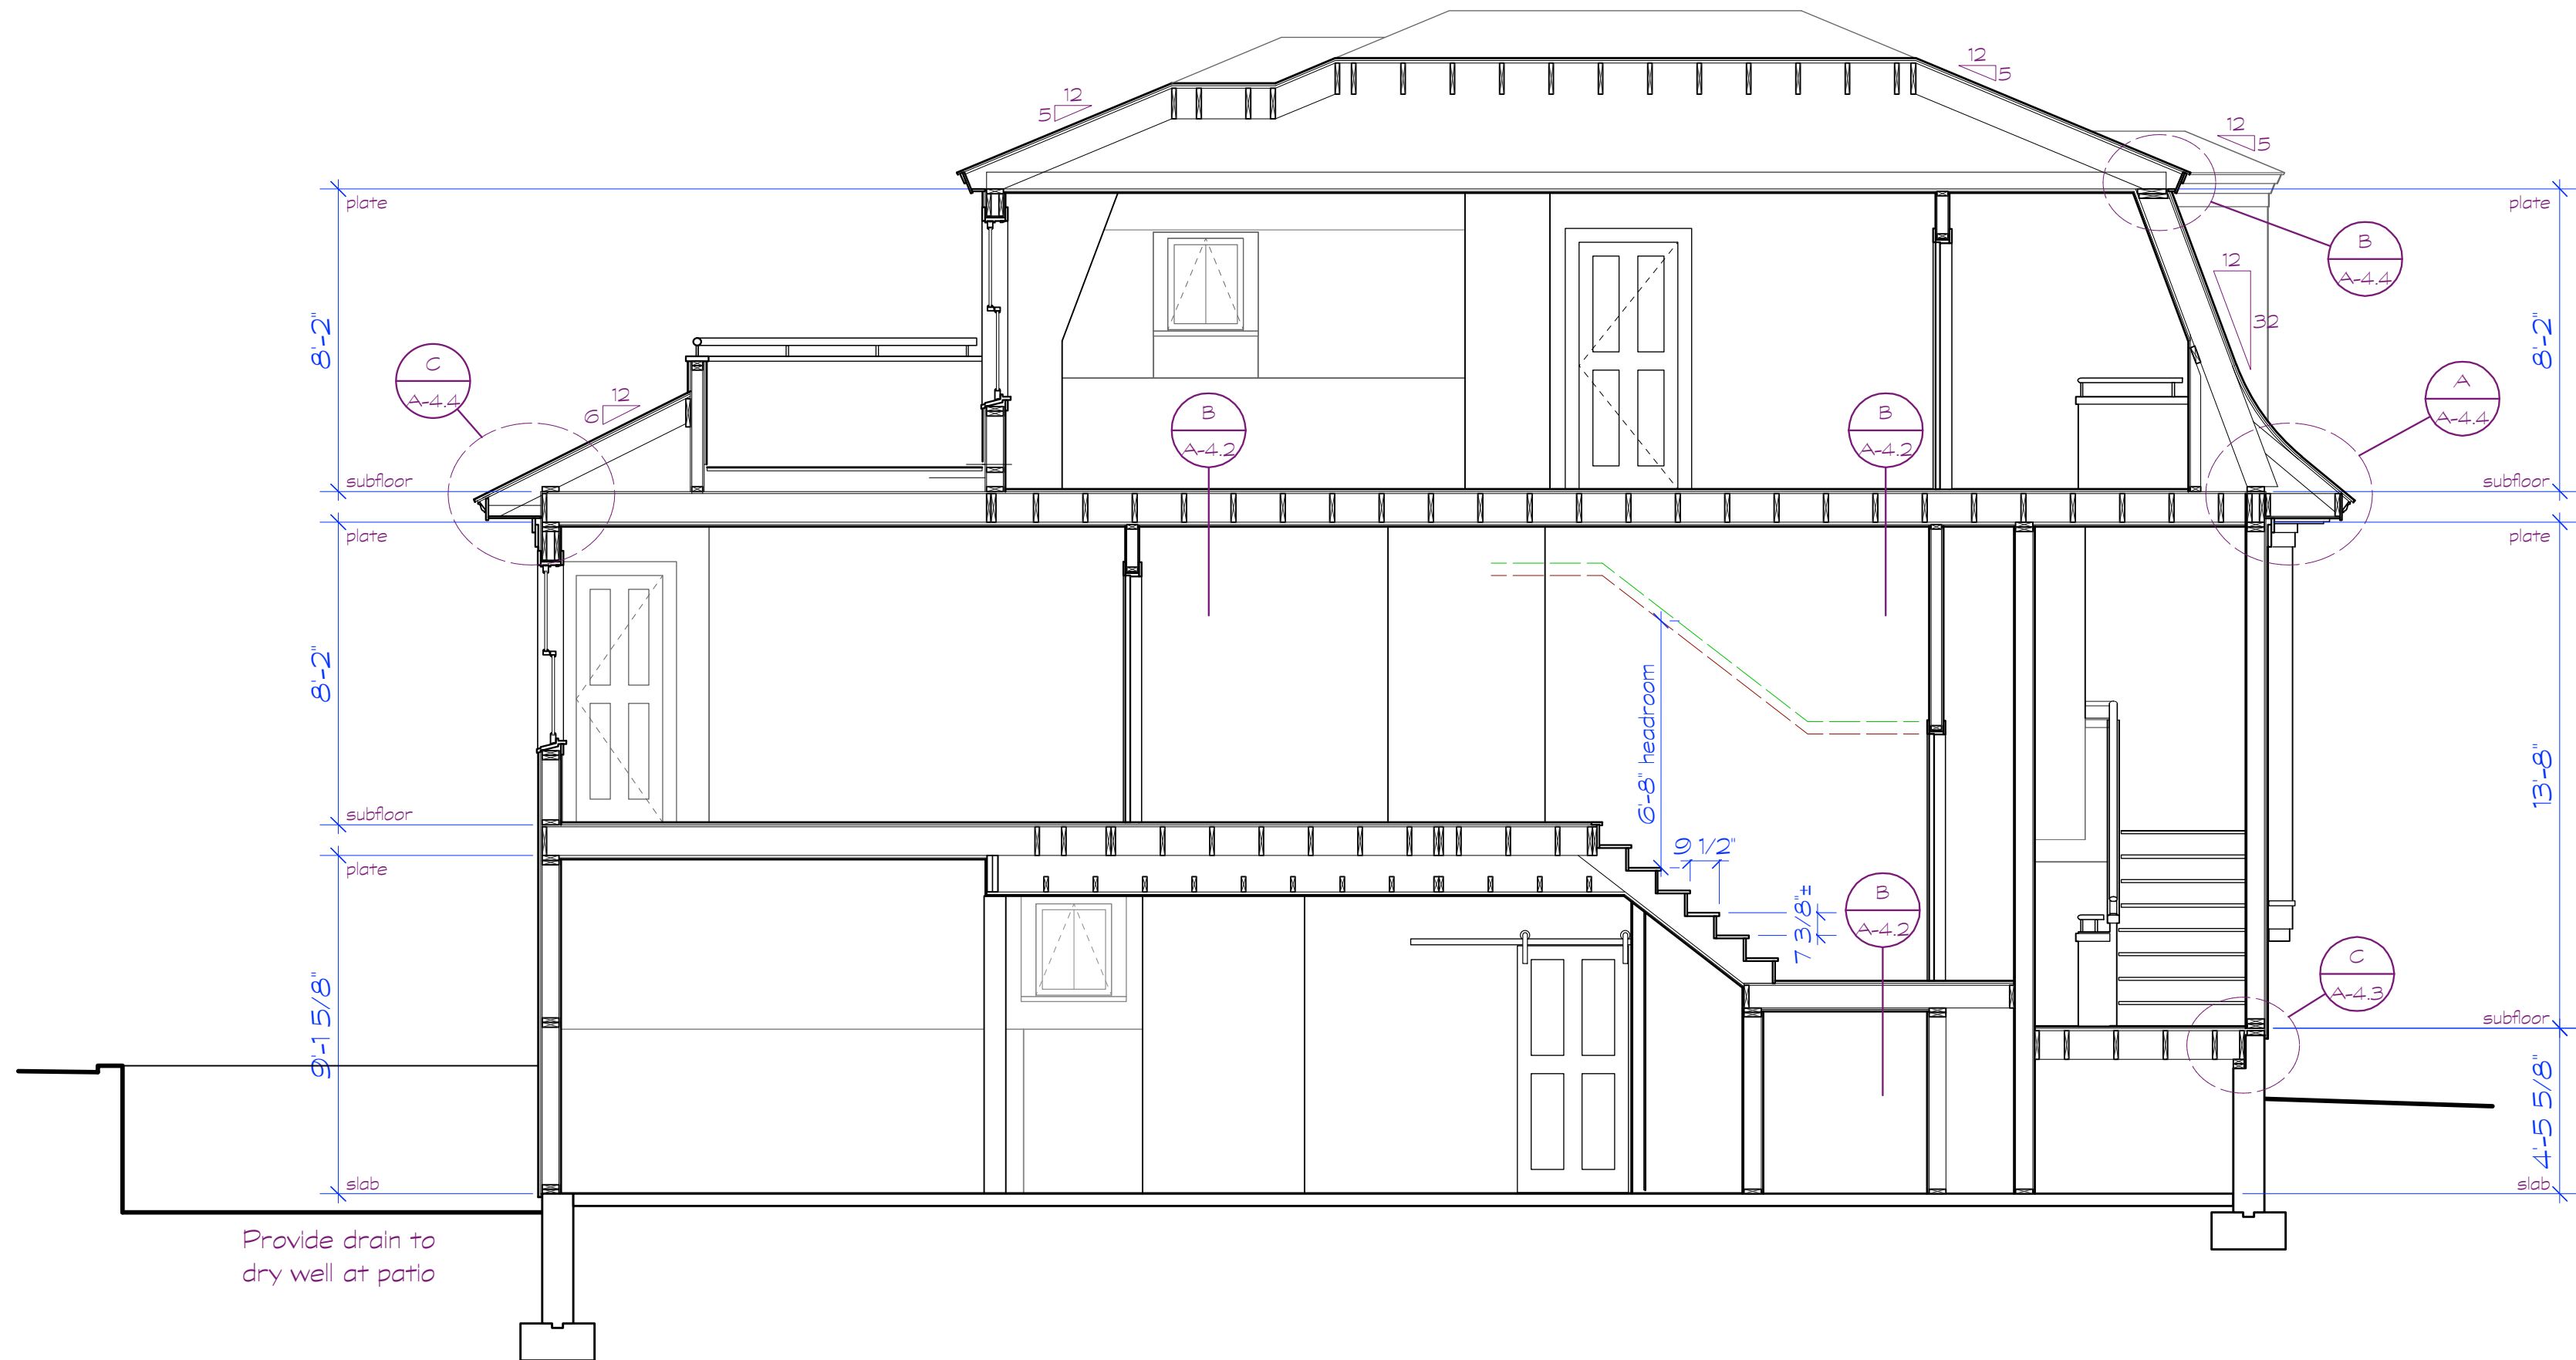 12
5
12
5
12
5
plate
plate
B
A-4.4
12
32
8'-2"
8'-2"
C
A-4.4
12
6
A
A-4.4
B
A-4.2
B
A-4.2
subfloor
subfloor
plate
plate
8'-2"
6'-8" headroom
13'-8"
subfloor
9 1/2"
plate
7 3/8"±
B
A-4.2
C
A-4.3
9'-1 5/8"
subfloor
4'-5 5/8"
slab
slab
Provide drain to
dry well at patio